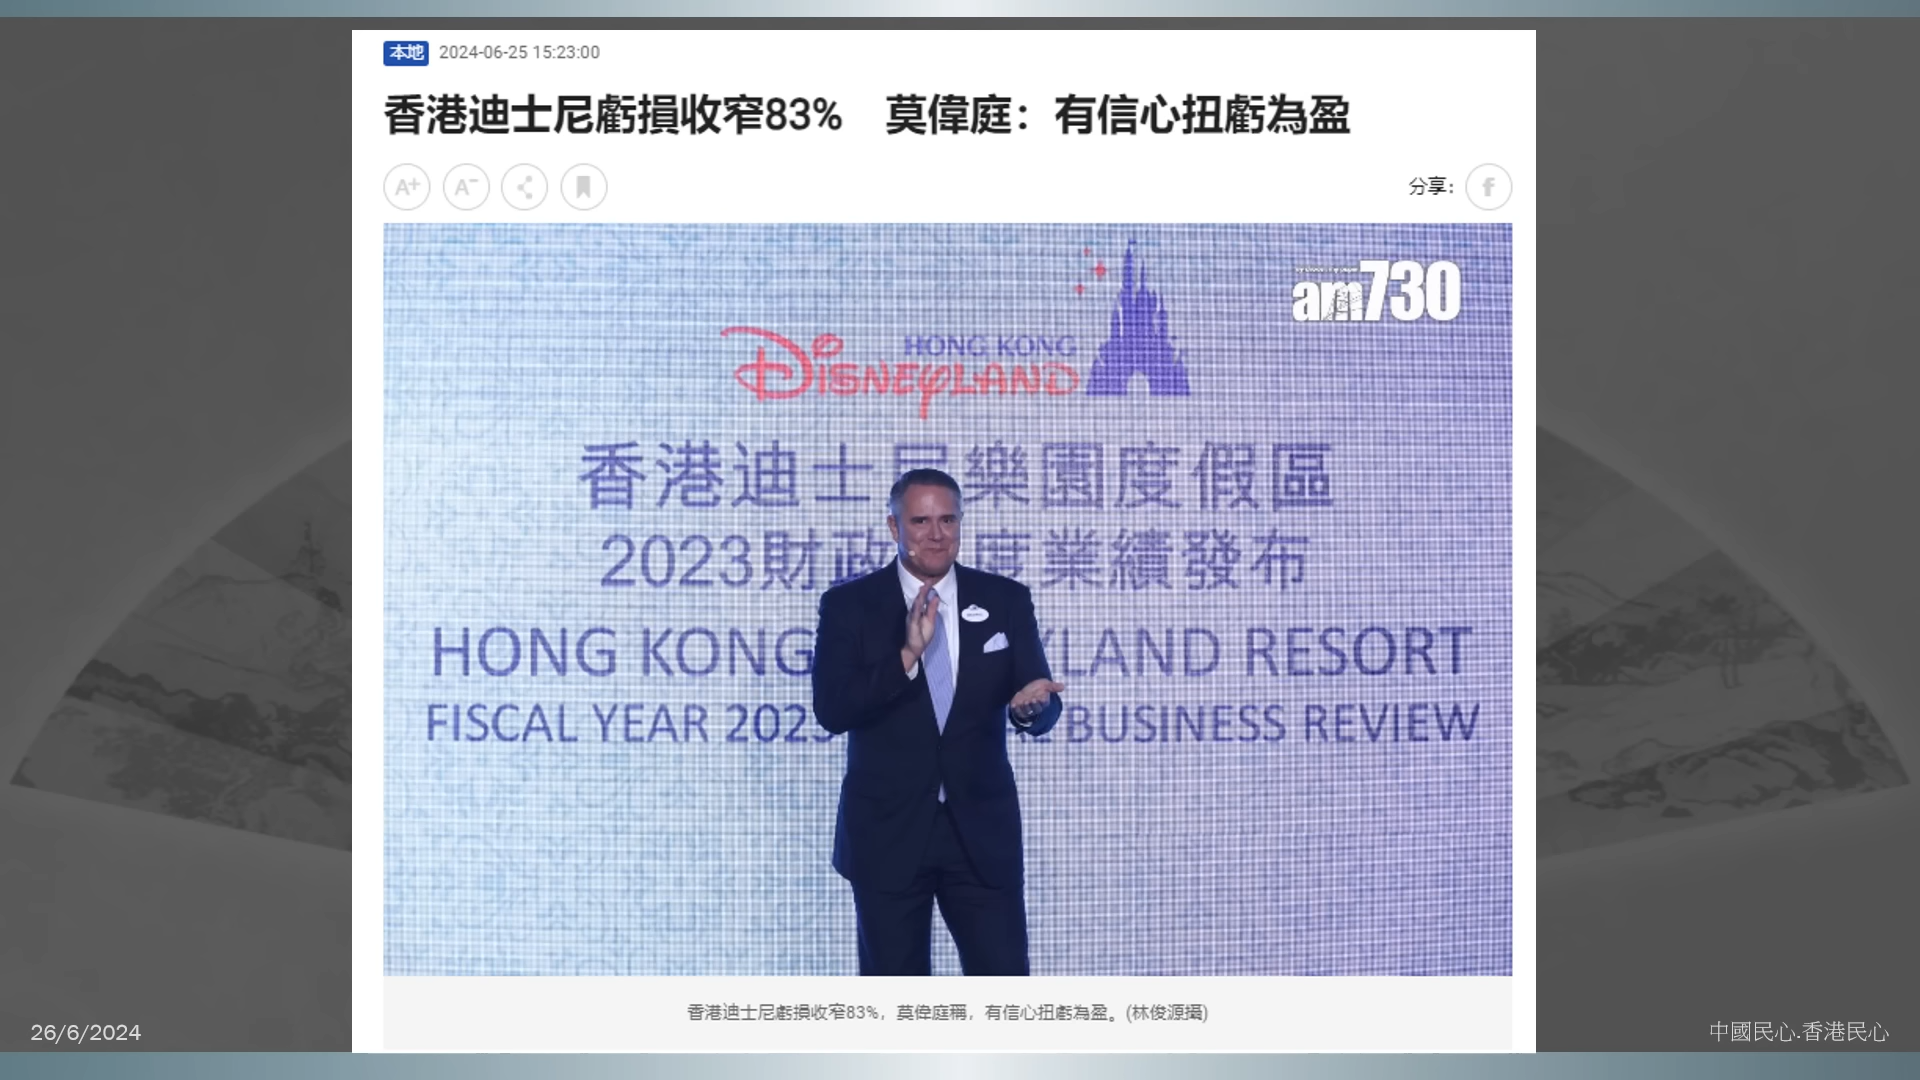 本地 2024-06-25 15:23:00
香港迪士尼虧損收窄83% 莫偉庭：有信心扭虧為盈
A+ A- 分享： f
am730
HONG KONG
DISNEYLAND
香港迪士尼樂園度假區
2023財政 度業績發布
HONG KONG YLAND RESORT
FISCAL YEAR 2023 BUSINESS REVIEW
香港迪士尼虧損收窄83%，莫偉庭稱，有信心扭虧為盈。(林俊源攝)
26/6/2024
中國民心.香港民心